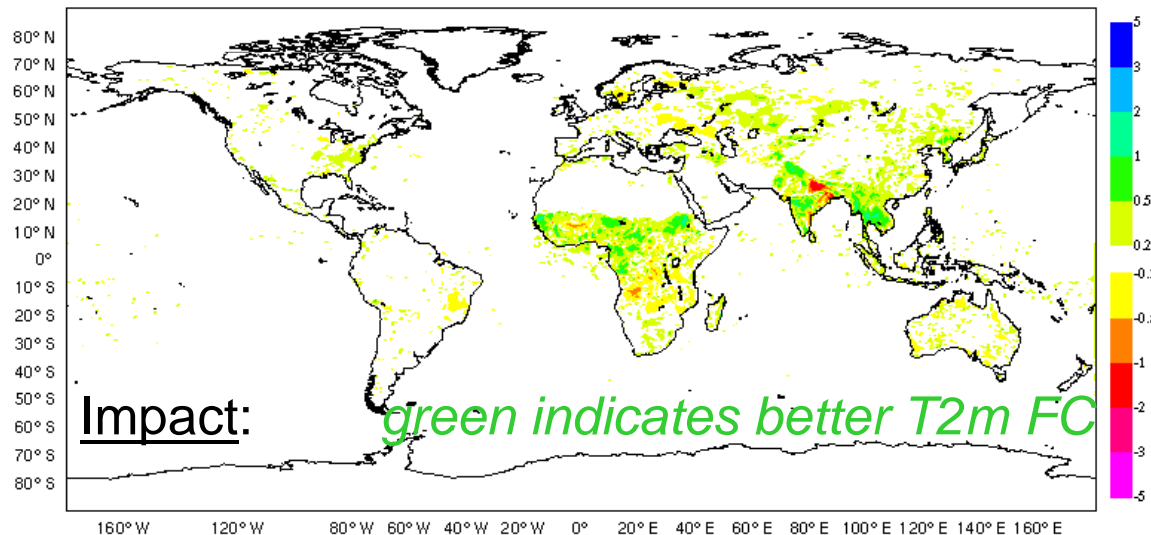 80° N
70° N
60° N
50° N
40° N
30° N
20° N
10° N
0°
10° S
20° S
30° S
40° S
50° S
60° S
70° S
80° S
160° W 120° W 80° W 60° W 40° W 20° W 0° 20° E 40° E 60° E 80° E 100° E 120° E 140° E 160° E
Impact: green indicates better T2m FC
5
3
2
1
0.5
0.2
-1
-2
-3
-5